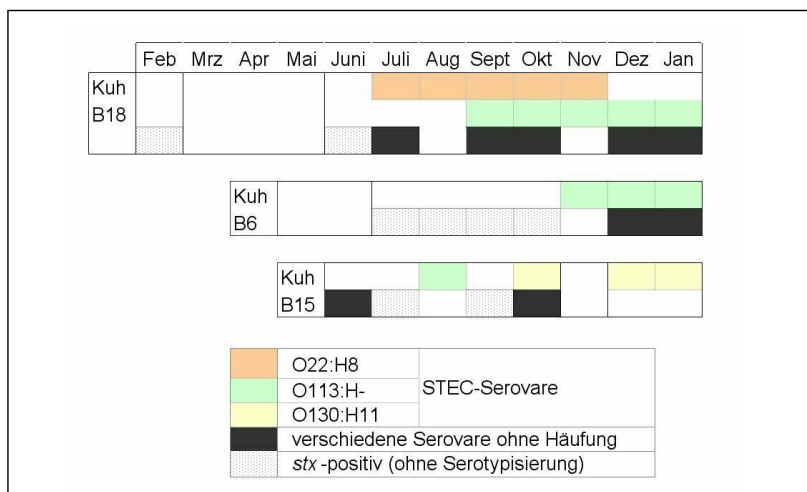 Feb Mrz Apr Mai Juni Juli Aug Sept Okt Nov Dez Jan
Kuh
B18
Kuh
B6
Kuh
B15
O22:H8
O113:H-
STEC-Serovare
O130:H11
verschiedene Serovare ohne Häufung
stx -positiv (ohne Serotypisierung)